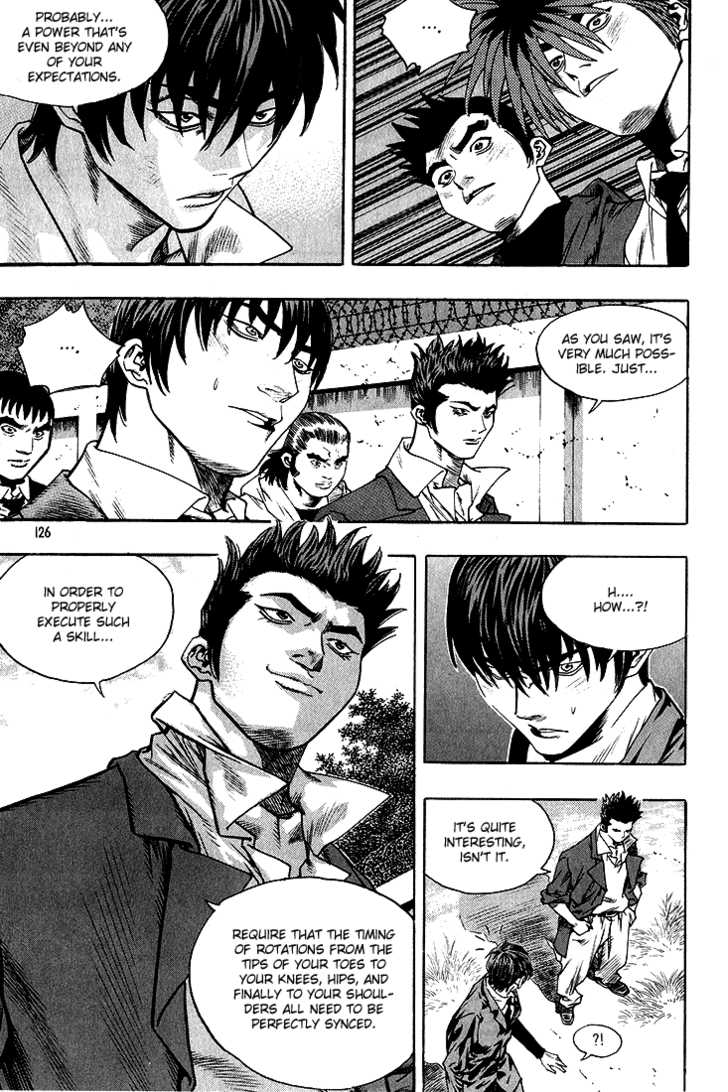 ....
PROBABLY...
A POWER THAT'S
EVEN BEYOND ANY
OF YOUR
EXPECTATIONS.
AS YOU SAW, IT'S
VERY MUCH POSS-
IBLE. JUST...
....
H....
HOW...?!
IT'S QUITE
INTERESTING,
ISN'T IT.
?!
IN ORDER TO
PROPERLY
EXECUTE SUCH
A SKILL...
REQUIRE THAT THE TIMING
OF ROTATIONS FROM THE
TIPS OF YOUR TOES TO
YOUR KNEES, HIPS, AND
FINALLY TO YOUR SHOUL-
DERS ALL NEED TO BE
PERFECTLY SYNCED.
126